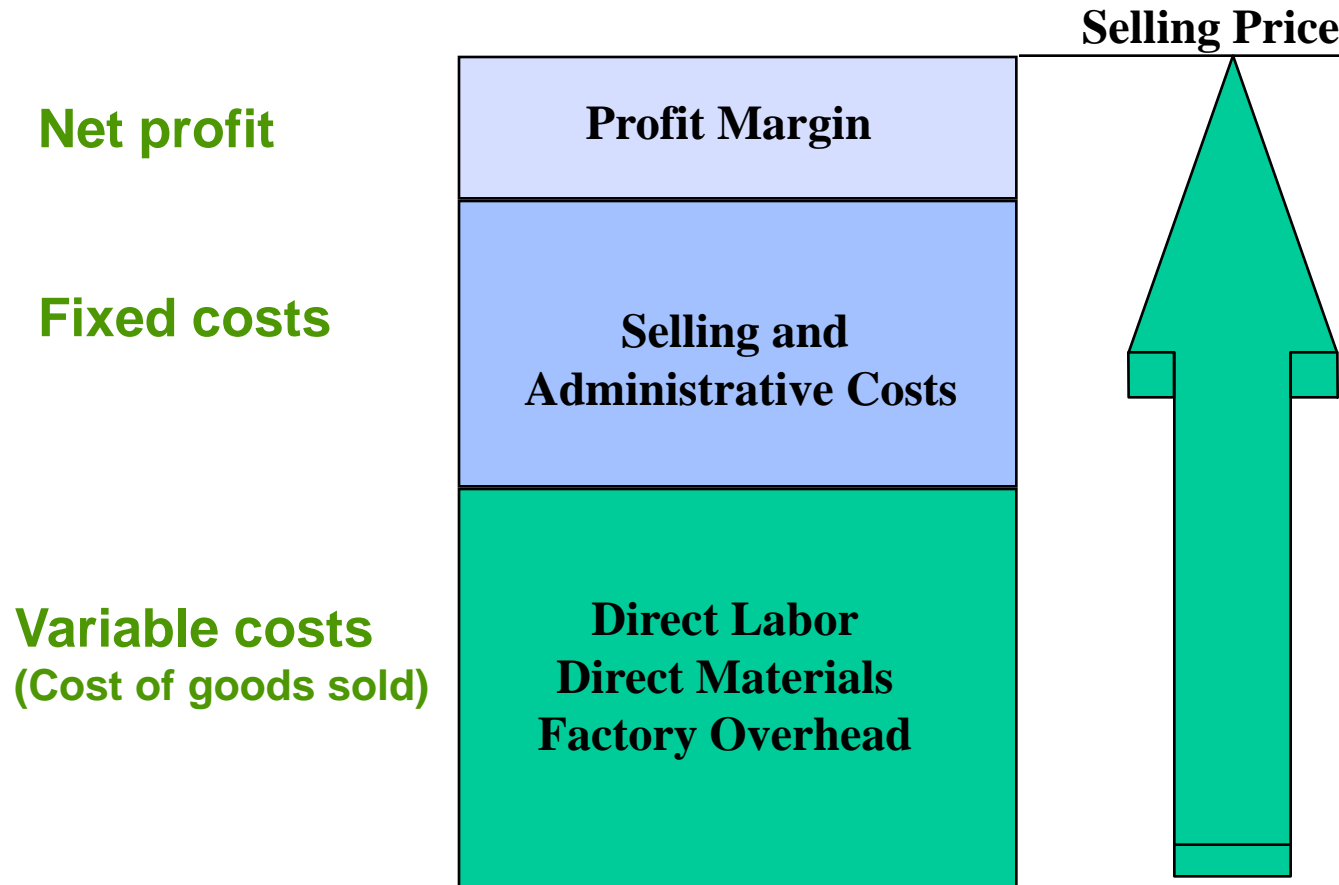 Selling Price
Net profit
Profit Margin
Fixed costs
Selling and
Administrative Costs
Variable costs
(Cost of goods sold)
Direct Labor
Direct Materials
Factory Overhead